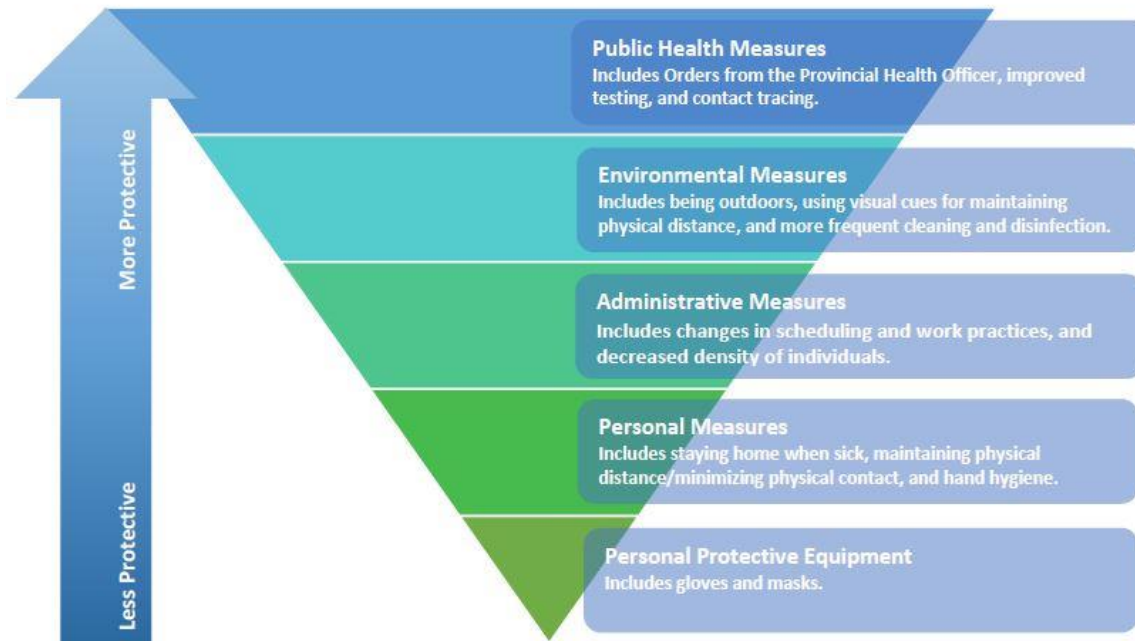 Public Health Measures
Includes Orders from the Provincial Health Officer, improved
testing, and contact tracing.
Environmental Measures
Includes being outdoors, using visual cues for maintaining
physical distance, and more frequent cleaning and disinfection.
Administrative Measures
Includes changes in scheduling and work practices, and
decreased density of individuals.
Personal Measures
Includes staying home when sick, maintaining physical
distance/minimizing physical contact, and hand hygiene.
Personal Protective Equipment
Includes gloves and masks.
More Protective
Less Protective